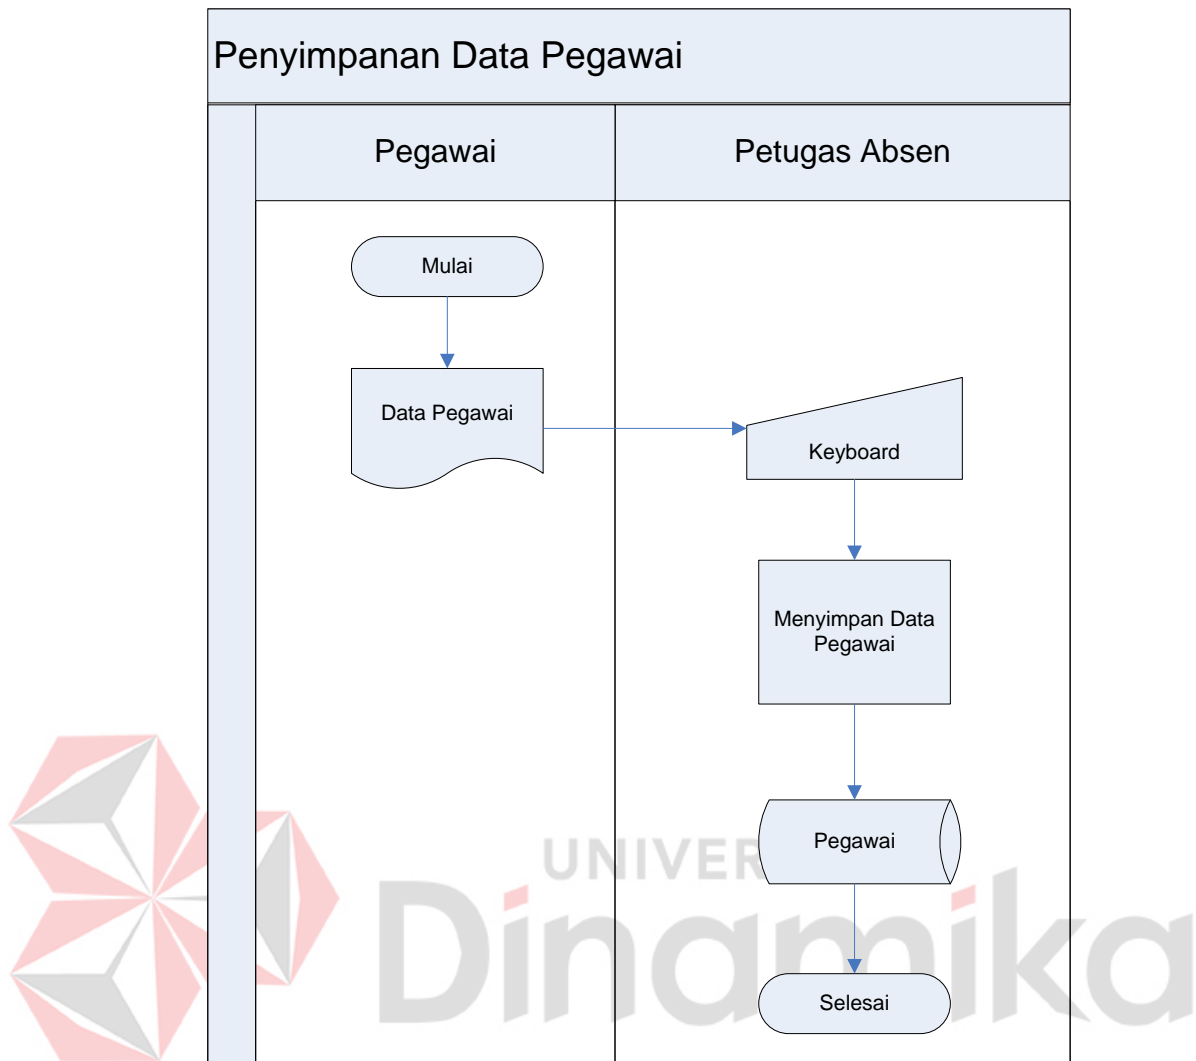 Penyimpanan Data Pegawai
Pegawai
Petugas Absen
Mulai
Data Pegawai
Keyboard
Menyimpan Data
Pegawai
Pegawai
UNIVER
Dinamika
Selesai